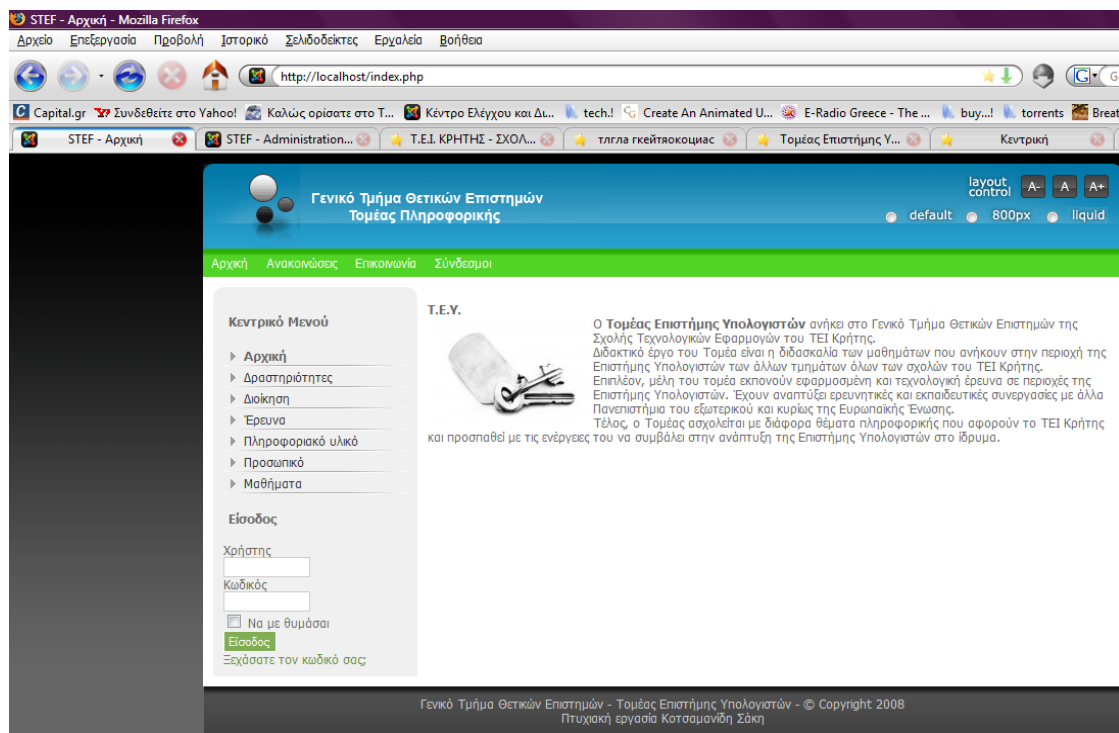 STEF - Αρχική - Mozilla Firefox
Αρχείο Επεξεργασία Προβολή Ιστορικό Σελιδοδείκτες Εργαλεία Βοήθεια
http://localhost/index.php
G
Capital.gr Συνδεθείτε στο Yahoo! Καλώς ορίσατε στο Τ... Κέντρο Ελέγχου και Δι... tech.! Create An Animated U... E-Radio Greece - The ... buy...! torrents Breat
STEF - Αρχική STEF - Administration... Τ.Ε.Ι. ΚΡΗΤΗΣ - ΣΧΟΛ... τλгла гкейтяокоциас Τομέας Επιστήμης Υ... Κεντρική
Γενικό Τμήμα Θετικών Επιστημών
Τομέας Πληροφορικής
layout control A- A A+
default 800px liquid
Αρχική Ανακοινώσεις Επικοινωνία Σύνδεσμοι
Κεντρικό Μενού
Αρχική
Δραστηριότητες
Διοίκηση
Έρευνα
Πληροφοριακό υλικό
Προσωπικό
Μαθήματα
Είσοδος
Χρήστης
Κωδικός
Να με θυμάσαι
Είσοδος
Ξεχάσατε τον κωδικό σας;
Τ.Ε.Υ.
Ο Τομέας Επιστήμης Υπολογιστών ανήκει στο Γενικό Τμήμα Θετικών Επιστημών της
Σχολής Τεχνολογικών Εφαρμογών του ΤΕΙ Κρήτης.
Διδακτικό έργο του Τομέα είναι η διδασκαλία των μαθημάτων που ανήκουν στην περιοχή της
Επιστήμης Υπολογιστών των άλλων τμημάτων όλων των σχολών του ΤΕΙ Κρήτης.
Επιπλέον, μέλη του τομέα εκπονούν εφαρμοσμένη και τεχνολογική έρευνα σε περιοχές της
Επιστήμης Υπολογιστών. Έχουν αναπτύξει ερευνητικές και εκπαιδευτικές συνεργασίες με άλλα
Πανεπιστήμια του εξωτερικού και κυρίως της Ευρωπαϊκής Ένωσης.
Τέλος, ο Τομέας ασχολείται με διάφορα θέματα πληροφορικής που αφορούν το ΤΕΙ Κρήτης
και προσπαθεί με τις ενέργειες του να συμβάλει στην ανάπτυξη της Επιστήμης Υπολογιστών στο ίδρυμα.
Γενικό Τμήμα Θετικών Επιστημών - Τομέας Επιστήμης Υπολογιστών - © Copyright 2008
Πτυχιακή εργασία Κοτσαμανίδη Σάκη